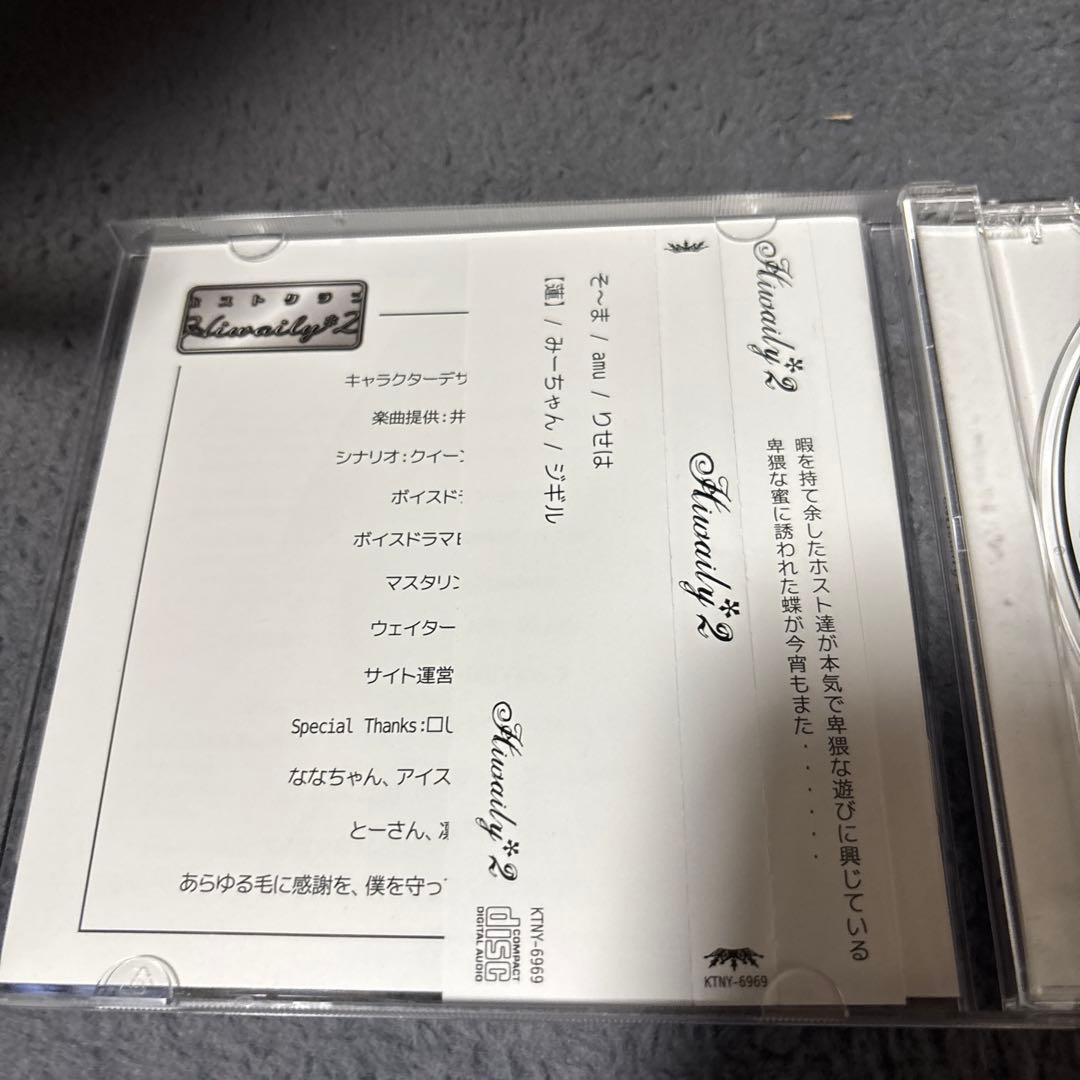 ホストクラブ
Hiwaily*2
キャラクターデザ
楽曲提供:井
シナリオ:クイーン
ボイスドラ
ボイスドラマ
マスタリン
ウェイター
サイト運営
Special Thanks:□し
ななちゃん、アイス
とーさん、
あらゆる毛に感謝を、僕を守っ
そ～ま / amu / りせは
【蓮】 / みーちゃん / ジギル
Hiwaily*2
KTNY-6969
COMPACT
disc
DIGITAL AUDIO
Hiwaily*2
KTNY-6969
Hiwaily*2
暇を持て余したホスト達が本気で卑猥な遊びに興じている
卑猥な蜜に誘われた蝶が今宵もまた・・・・・・